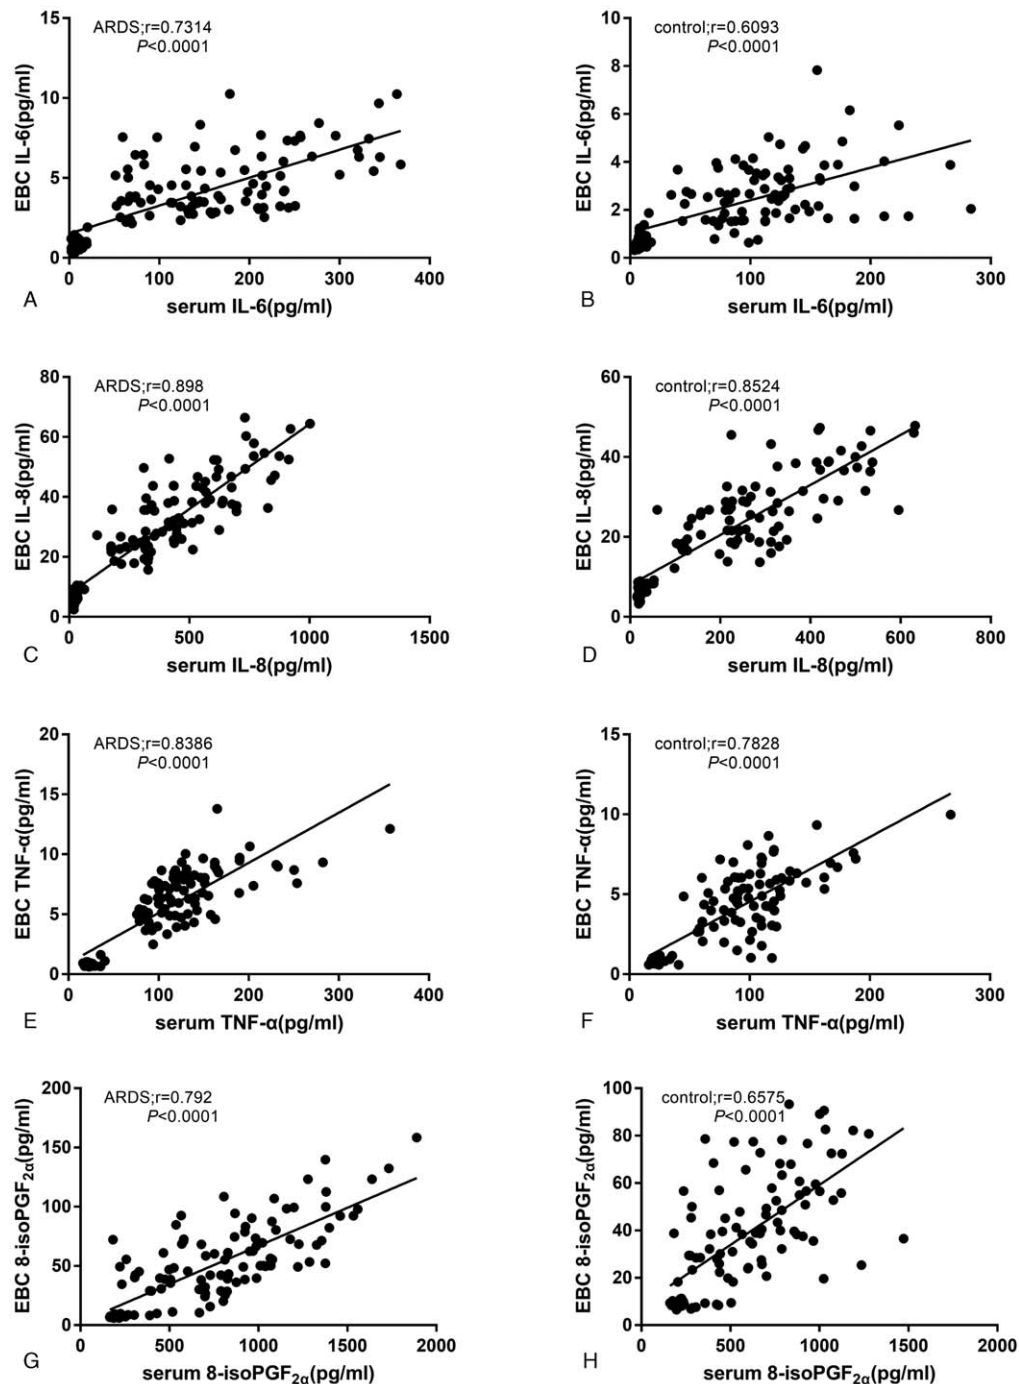 ARDS;r=0.7314
P<0.0001
15
10
5
0
EBC IL-6(pg/ml)
0 100 200 300 400
serum IL-6(pg/ml)
A
control;r=0.6093
P<0.0001
10
8
6
4
2
0
EBC IL-6(pg/ml)
0 100 200 300
serum IL-6(pg/ml)
B
ARDS;r=0.898
P<0.0001
80
60
40
20
0
EBC IL-8(pg/ml)
0 500 1000 1500
serum IL-8(pg/ml)
C
control;r=0.8524
P<0.0001
60
40
20
0
EBC IL-8(pg/ml)
0 200 400 600 800
serum IL-8(pg/ml)
D
ARDS;r=0.8386
P<0.0001
20
15
10
5
0
EBC TNF-α(pg/ml)
0 100 200 300 400
serum TNF-α(pg/ml)
E
control;r=0.7828
P<0.0001
15
10
5
0
EBC TNF-α(pg/ml)
0 100 200 300
serum TNF-α(pg/ml)
F
ARDS;r=0.792
P<0.0001
200
150
100
50
0
EBC 8-isoPGF₂α(pg/ml)
0 500 1000 1500 2000
serum 8-isoPGF₂α(pg/ml)
G
control;r=0.6575
P<0.0001
100
80
60
40
20
0
EBC 8-isoPGF₂α(pg/ml)
0 500 1000 1500 2000
serum 8-isoPGF₂α(pg/ml)
H